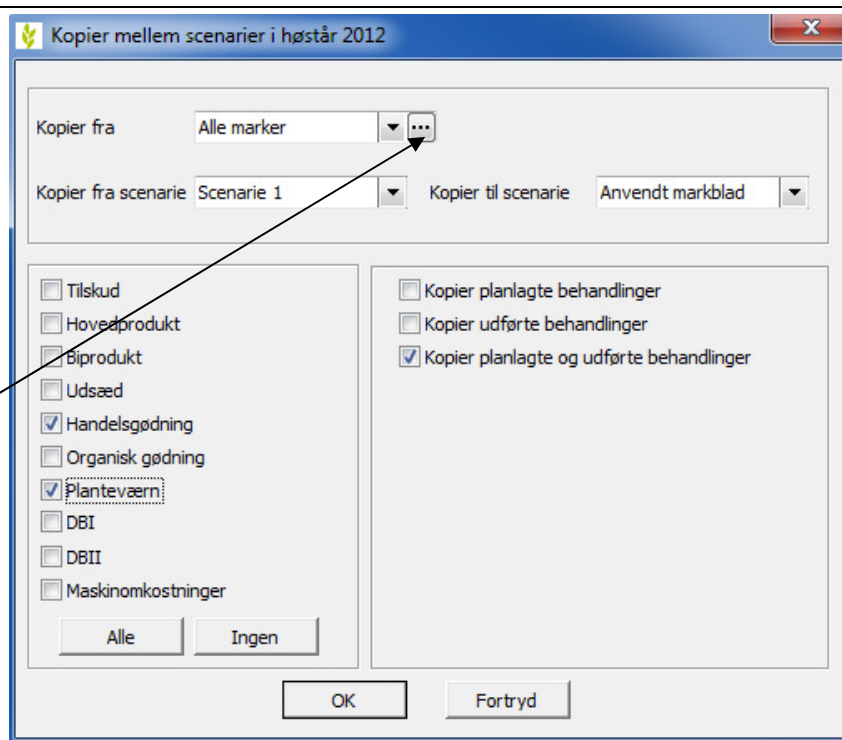 Kopier mellem scenarier i høstår 2012
Kopier fra Alle marker ...
Kopier fra scenarie Scenarie 1 Kopier til scenarie Anvendt markblad
Tilskud
Hovedprodukt
Biprodukt
Udsæd
Handelsgødning
Organisk gødning
Planteværn
DBI
DBII
Maskinomkostninger
Alle Ingen
Kopier planlagte behandlinger
Kopier udførte behandlinger
Kopier planlagte og udførte behandlinger
OK Fortryd